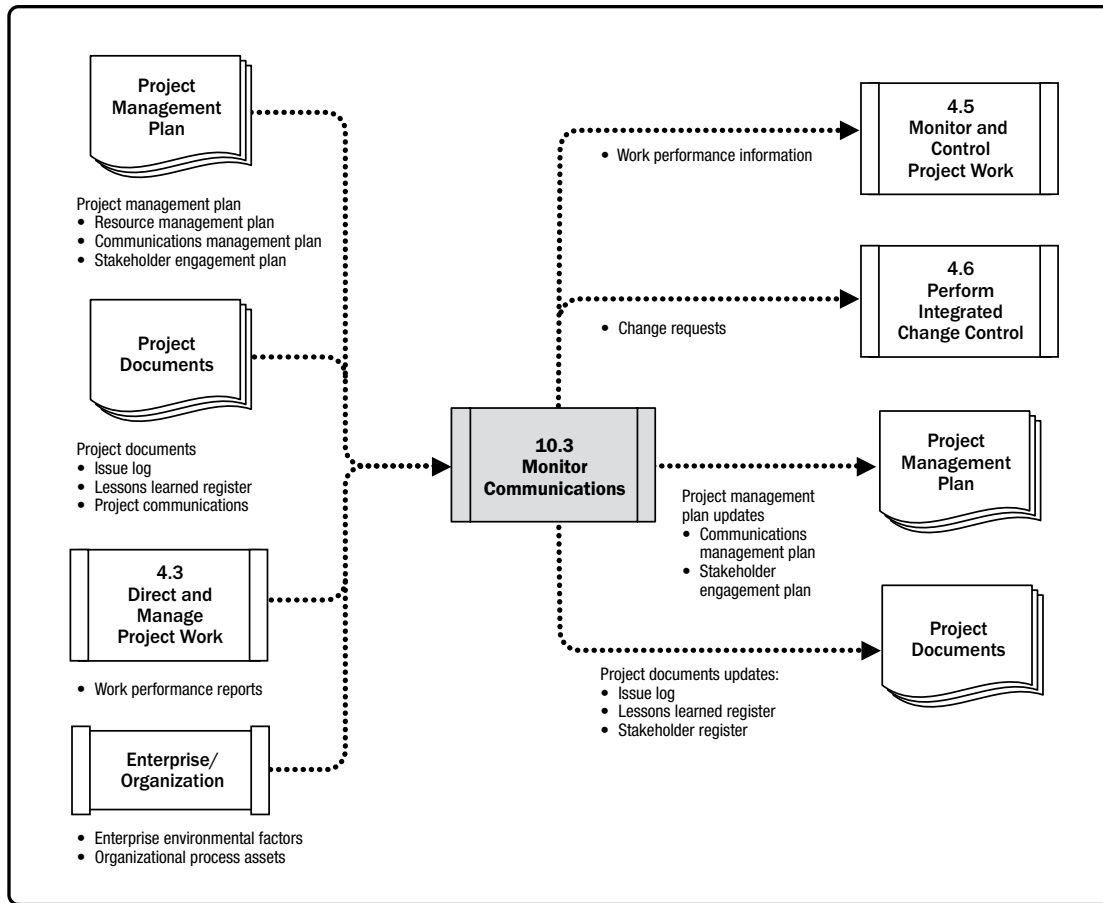 Project
Management
Plan
Project management plan
• Resource management plan
• Communications management plan
• Stakeholder engagement plan
Project
Documents
Project documents
• Issue log
• Lessons learned register
• Project communications
4.3
Direct and
Manage
Project Work
• Work performance reports
Enterprise/
Organization
• Enterprise environmental factors
• Organizational process assets
10.3
Monitor
Communications
• Work performance information
4.5
Monitor and
Control
Project Work
• Change requests
4.6
Perform
Integrated
Change Control
Project management
plan updates
• Communications
management plan
• Stakeholder
engagement plan
Project
Management
Plan
Project documents updates:
• Issue log
• Lessons learned register
• Stakeholder register
Project
Documents